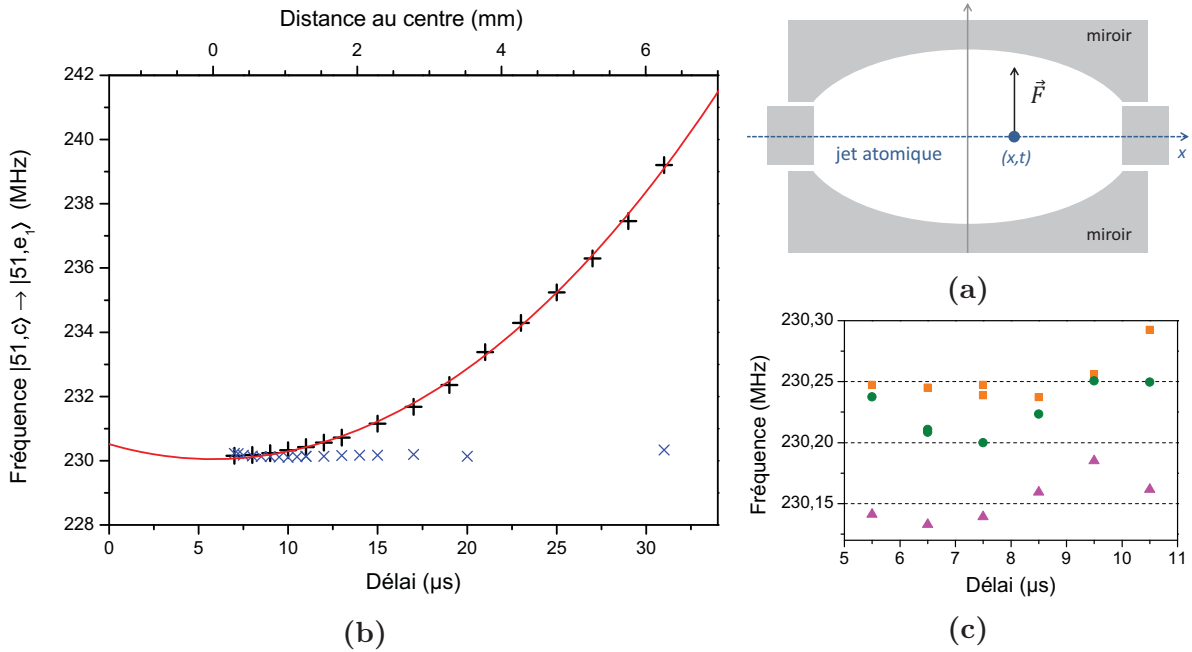 Distance au centre (mm)
0 2 4 6
242
240
238
236
234
232
230
228
Fréquence |51,c⟩ → |51,e₁⟩ (MHz)
0 5 10 15 20 25 30
Délai (µs)
(b)
miroir
F⃗
jet atomique
(x,t)
x
miroir
(a)
230,30
230,25
230,20
230,15
Fréquence (MHz)
5 6 7 8 9 10 11
Délai (µs)
(c)